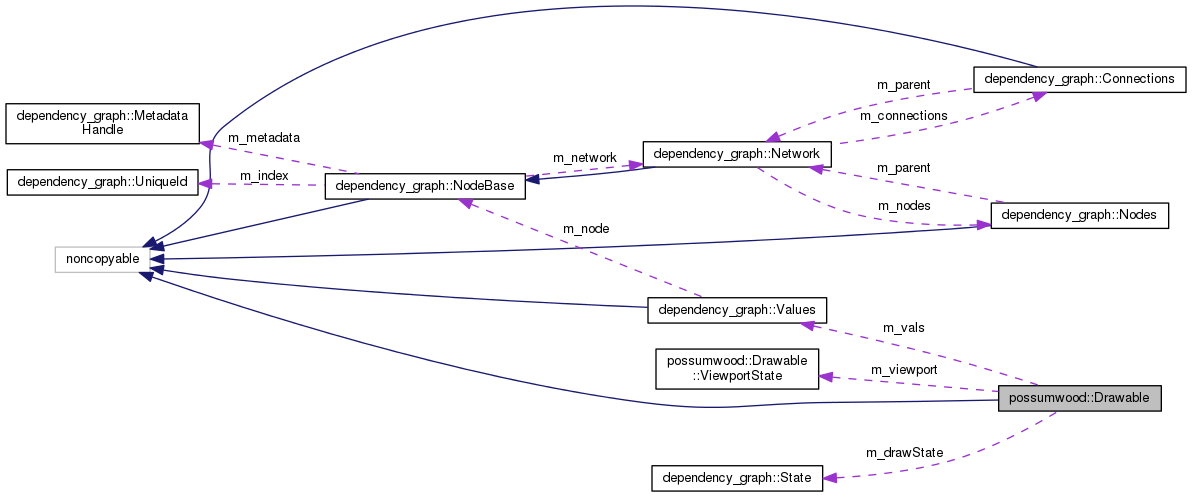 dependency_graph::Connections
m_parent
dependency_graph::Metadata
Handle
m_connections
m_metadata
dependency_graph::Network
m_network
m_parent
m_index
dependency_graph::UniqueId
dependency_graph::NodeBase
m_nodes
dependency_graph::Nodes
m_node
noncopyable
dependency_graph::Values
m_vals
possumwood::Drawable
::ViewportState
m_viewport
possumwood::Drawable
m_drawState
dependency_graph::State